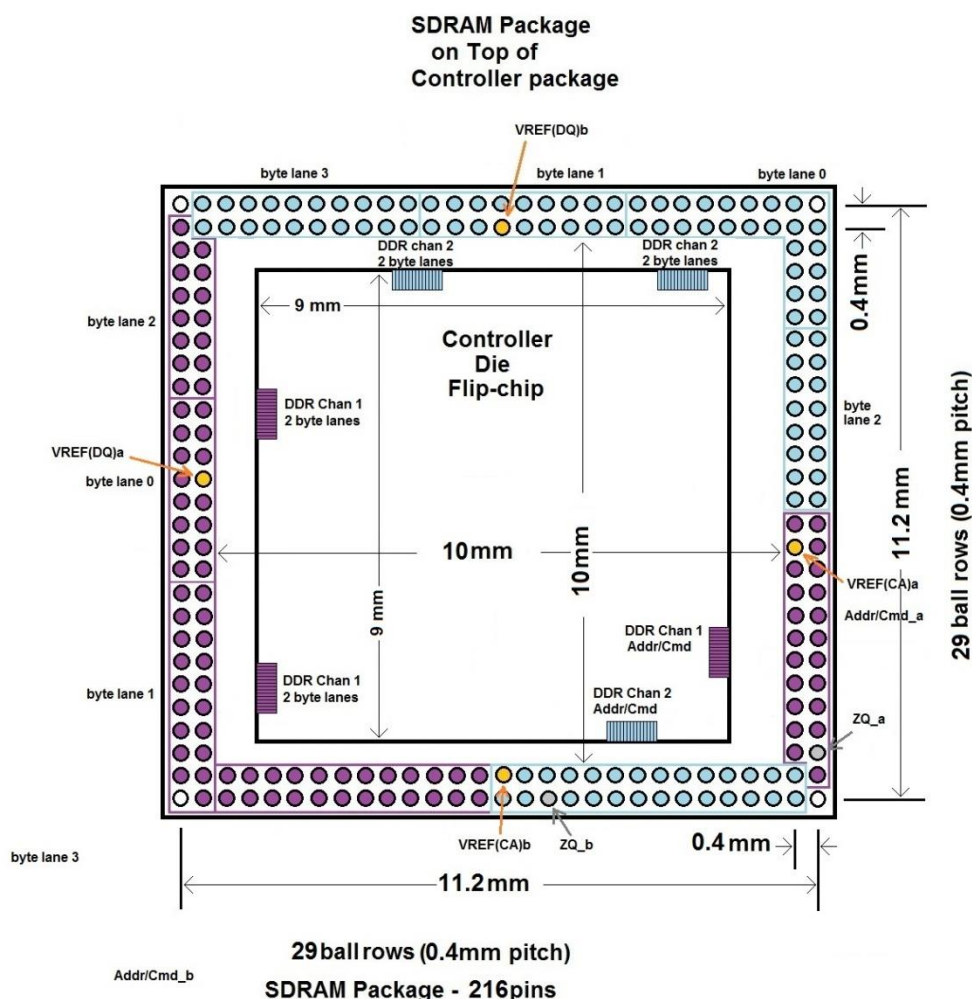 SDRAM Package
on Top of
Controller package
VREF(DQ)b
byte lane 3
byte lane 1
byte lane 0
DDR chan 2
2 byte lanes
DDR chan 2
2 byte lanes
0.4mm
9 mm
byte lane 2
Controller
Die
Flip-chip
DDR Chan 1
2 byte lanes
byte
lane 2
VREF(DQ)a
byte lane 0
11.2 mm
29 ball rows (0.4mm pitch)
10mm
10mm
9 mm
VREF(CA)a
Addr/Cmd_a
DDR Chan 1
Addr/Cmd
byte lane 1
DDR Chan 1
2 byte lanes
DDR Chan 2
Addr/Cmd
ZQ_a
VREF(CA)b
ZQ_b
0.4mm
byte lane 3
11.2mm
29 ball rows (0.4mm pitch)
Addr/Cmd_b
SDRAM Package - 216pins